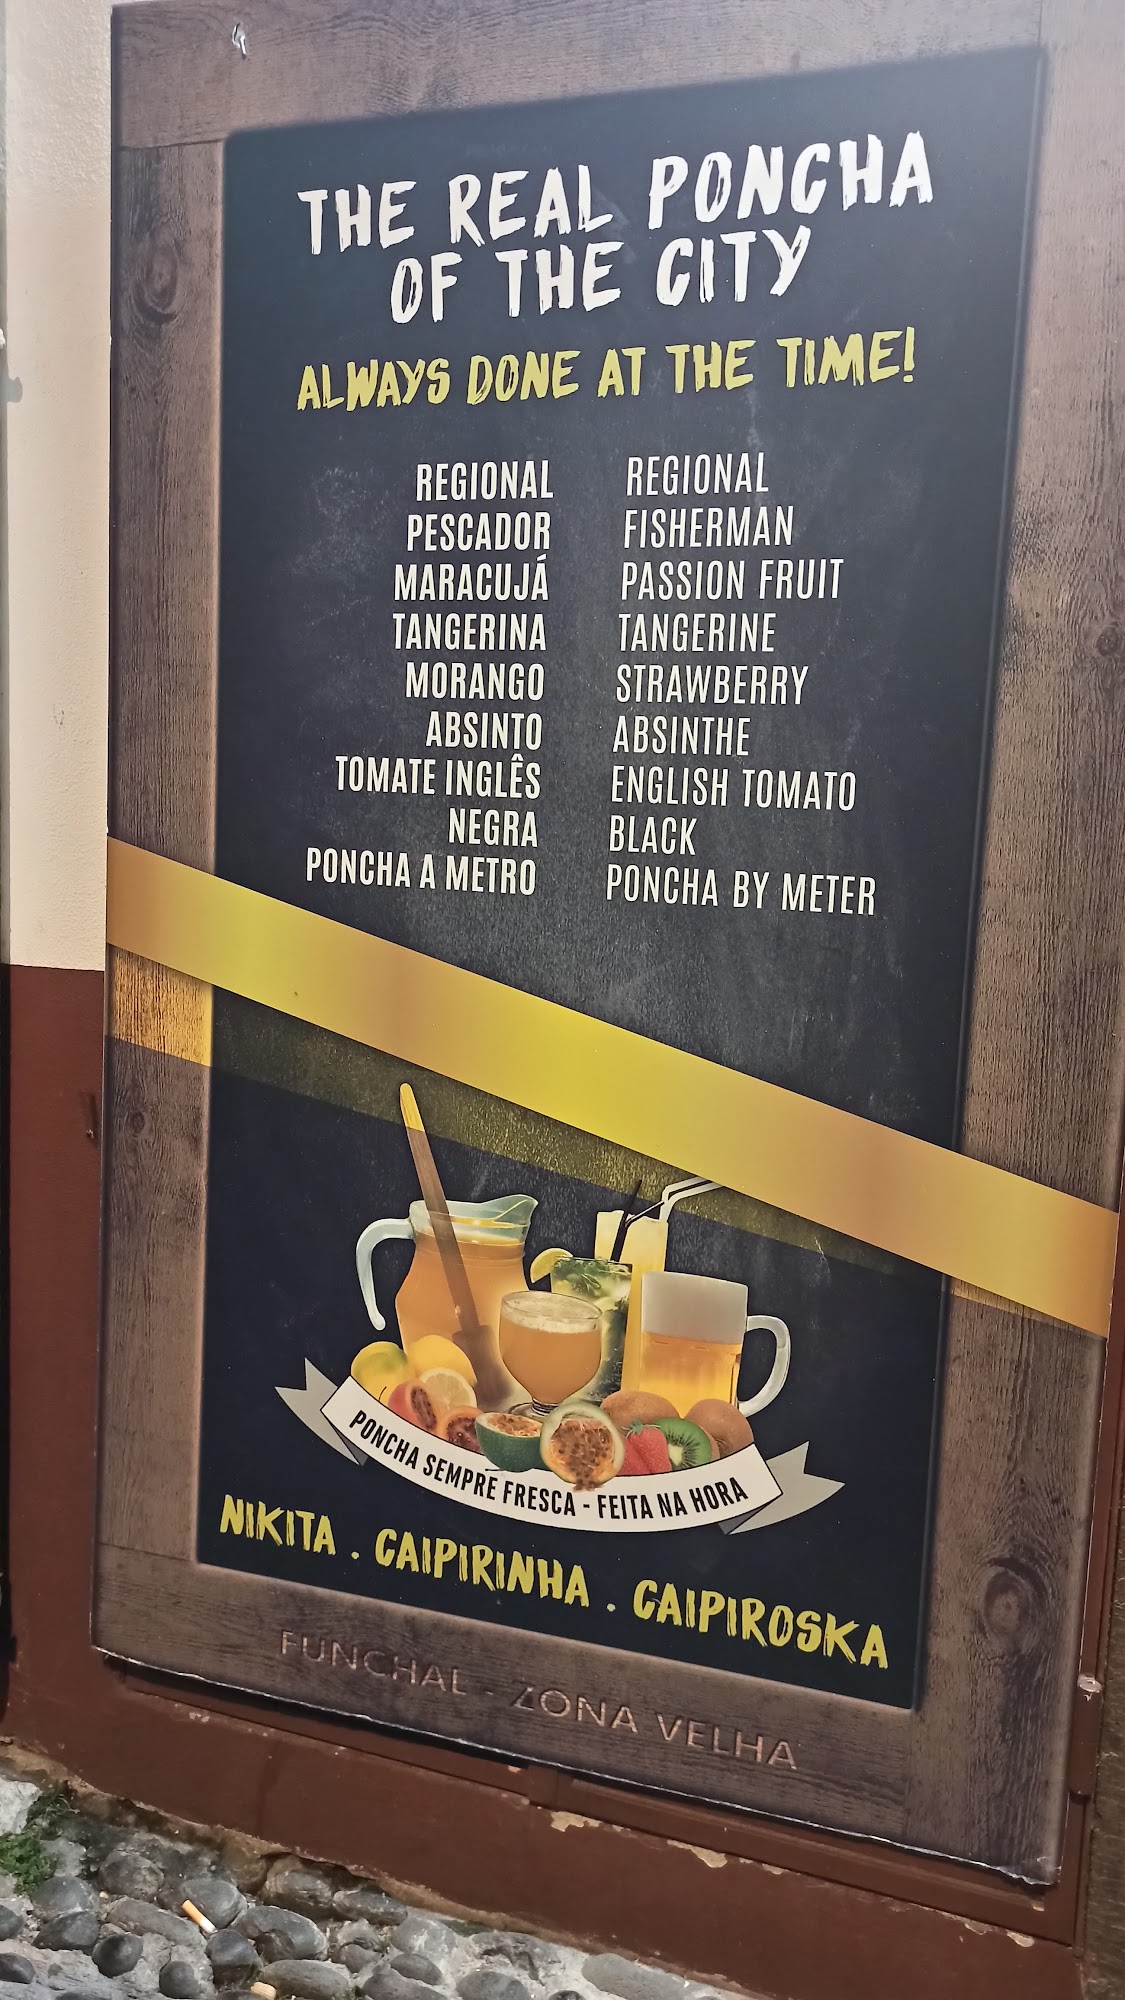 THE REAL PONCHA
OF THE CITY
ALWAYS DONE AT THE TIME!
REGIONAL REGIONAL
PESCADOR FISHERMAN
MARACUJÁ PASSION FRUIT
TANGERINA TANGERINE
MORANGO STRAWBERRY
ABSINTO ABSINTHE
TOMATE INGLÊS ENGLISH TOMATO
NEGRA BLACK
PONCHA A METRO PONCHA BY METER
PONCHA SEMPRE FRESCA - FEITA NA HORA
NIKITA . CAIPIRINHA . CAIPIROSKA
FUNCHAL - ZONA VELHA